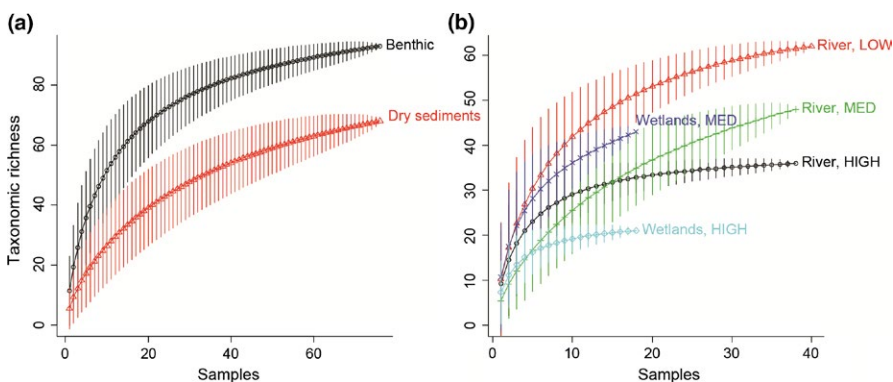 (a)
Taxonomic richness
0 20 40 60 80
Benthic
Dry sediments
0 20 40 60
Samples
(b)
0 10 20 30 40 50 60
River, LOW
Wetlands, MED
River, MED
River, HIGH
Wetlands, HIGH
0 10 20 30 40
Samples